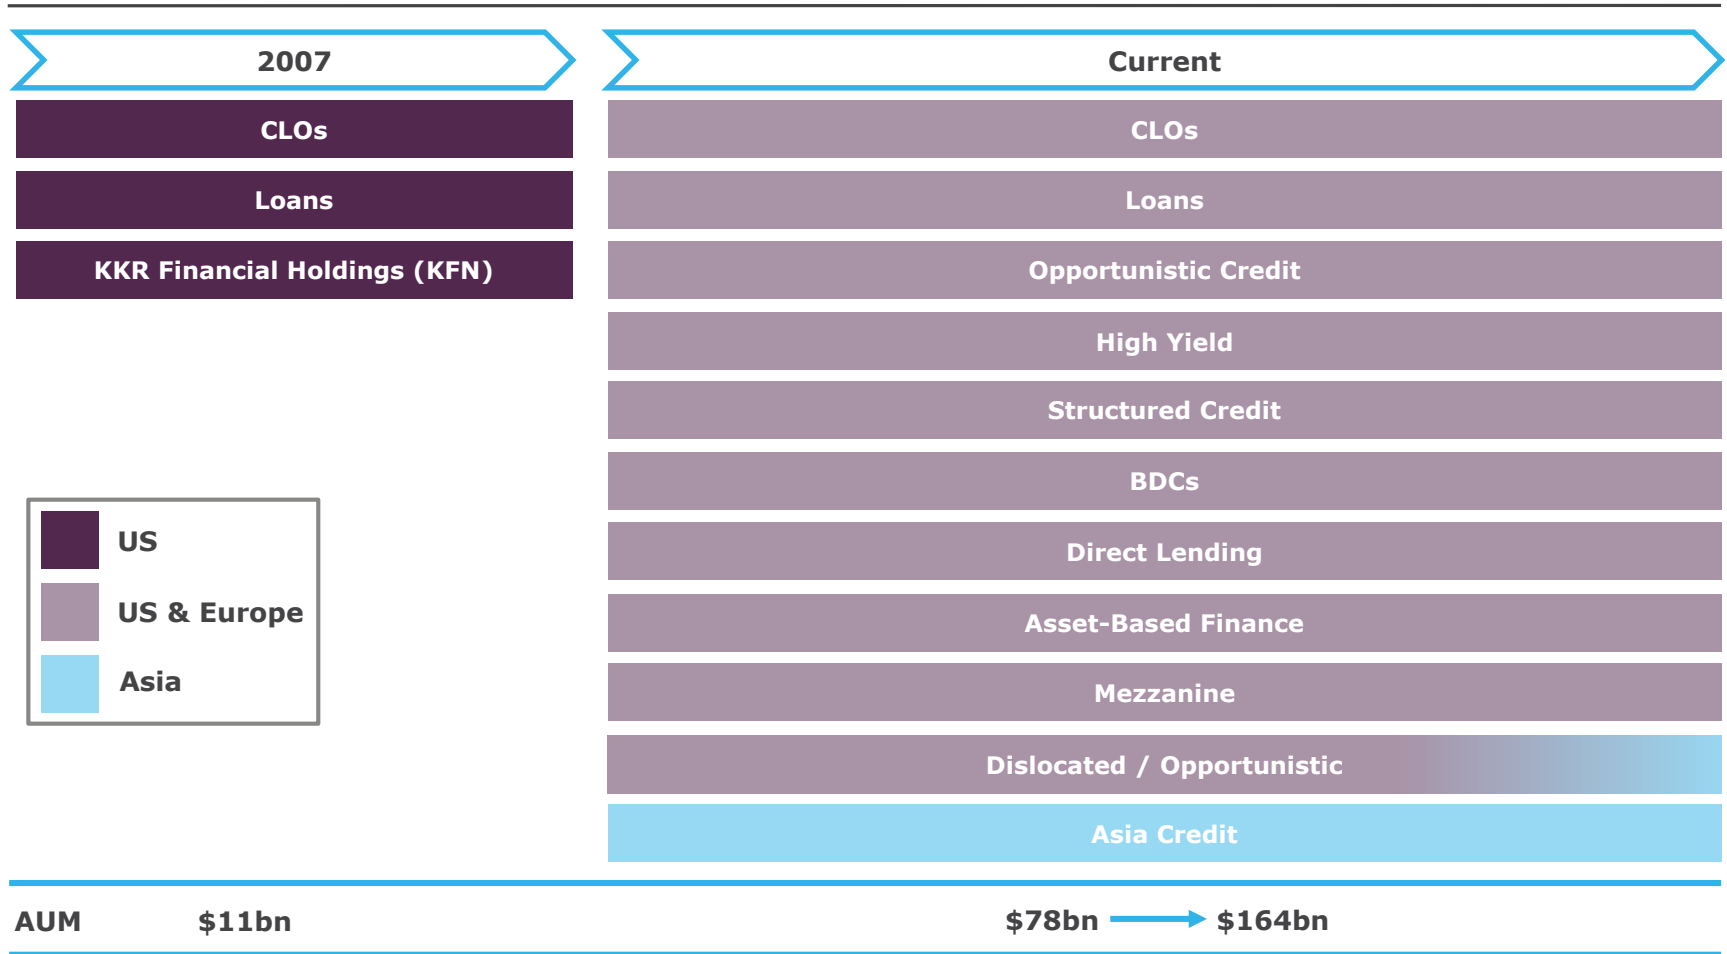 2007
CLOs
Loans
KKR Financial Holdings (KFN)
Current
CLOs
Loans
Opportunistic Credit
High Yield
Structured Credit
BDCs
Direct Lending
Asset-Based Finance
Mezzanine
Dislocated / Opportunistic
Asia Credit
US
US & Europe
Asia
AUM $11bn $78bn $164bn